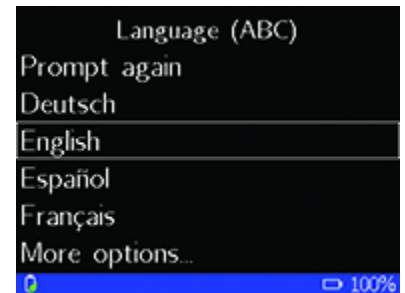 Language (ABC)
Prompt again
Deutsch
English
Español
Français
More options...
100%